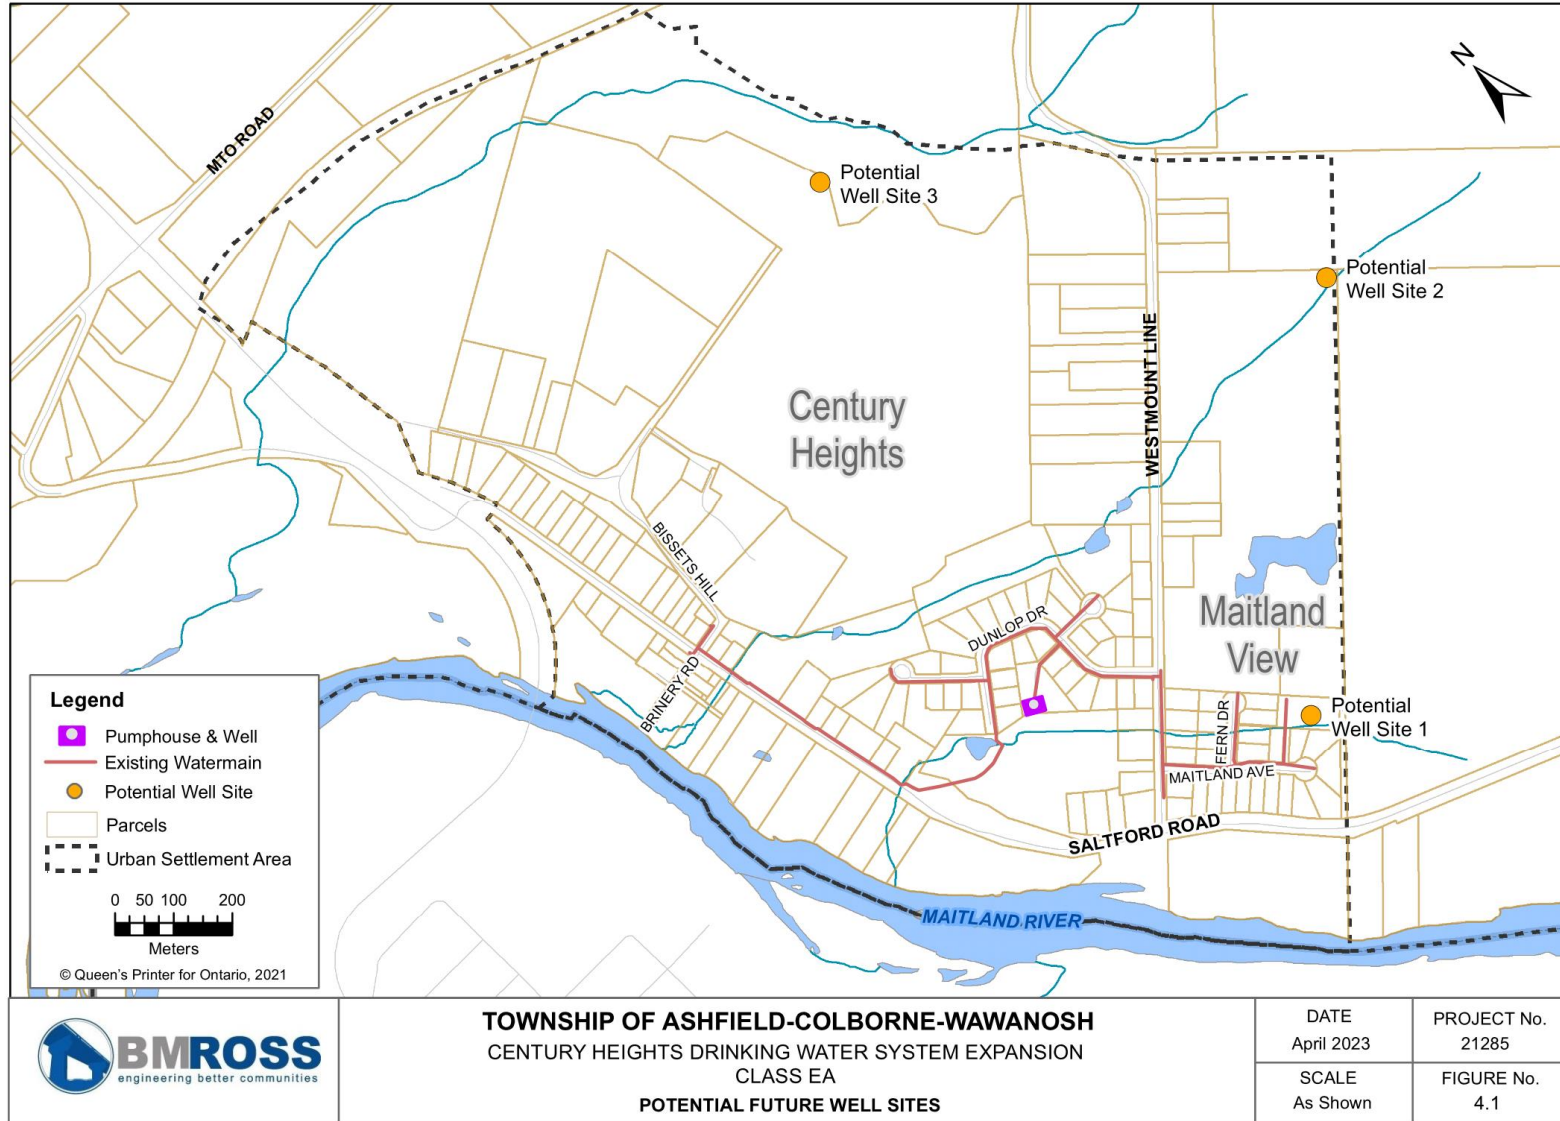 N
MTO ROAD
Potential
Well Site 3
Potential
Well Site 2
Century
Heights
WESTMOUNT LINE
BISSETS HILL
DUNLOP DR
Maitland
View
BRINERY RD
FERN DR
Potential
Well Site 1
MAITLAND AVE
SALTFORD ROAD
MAITLAND RIVER
Legend
Pumphouse & Well
Existing Watermain
Potential Well Site
Parcels
Urban Settlement Area
0 50 100 200
Meters
© Queen's Printer for Ontario, 2021
BMROSS
engineering better communities
TOWNSHIP OF ASHFIELD-COLBORNE-WAWANOSH
CENTURY HEIGHTS DRINKING WATER SYSTEM EXPANSION
CLASS EA
POTENTIAL FUTURE WELL SITES
DATE
April 2023
PROJECT No.
21285
SCALE
As Shown
FIGURE No.
4.1